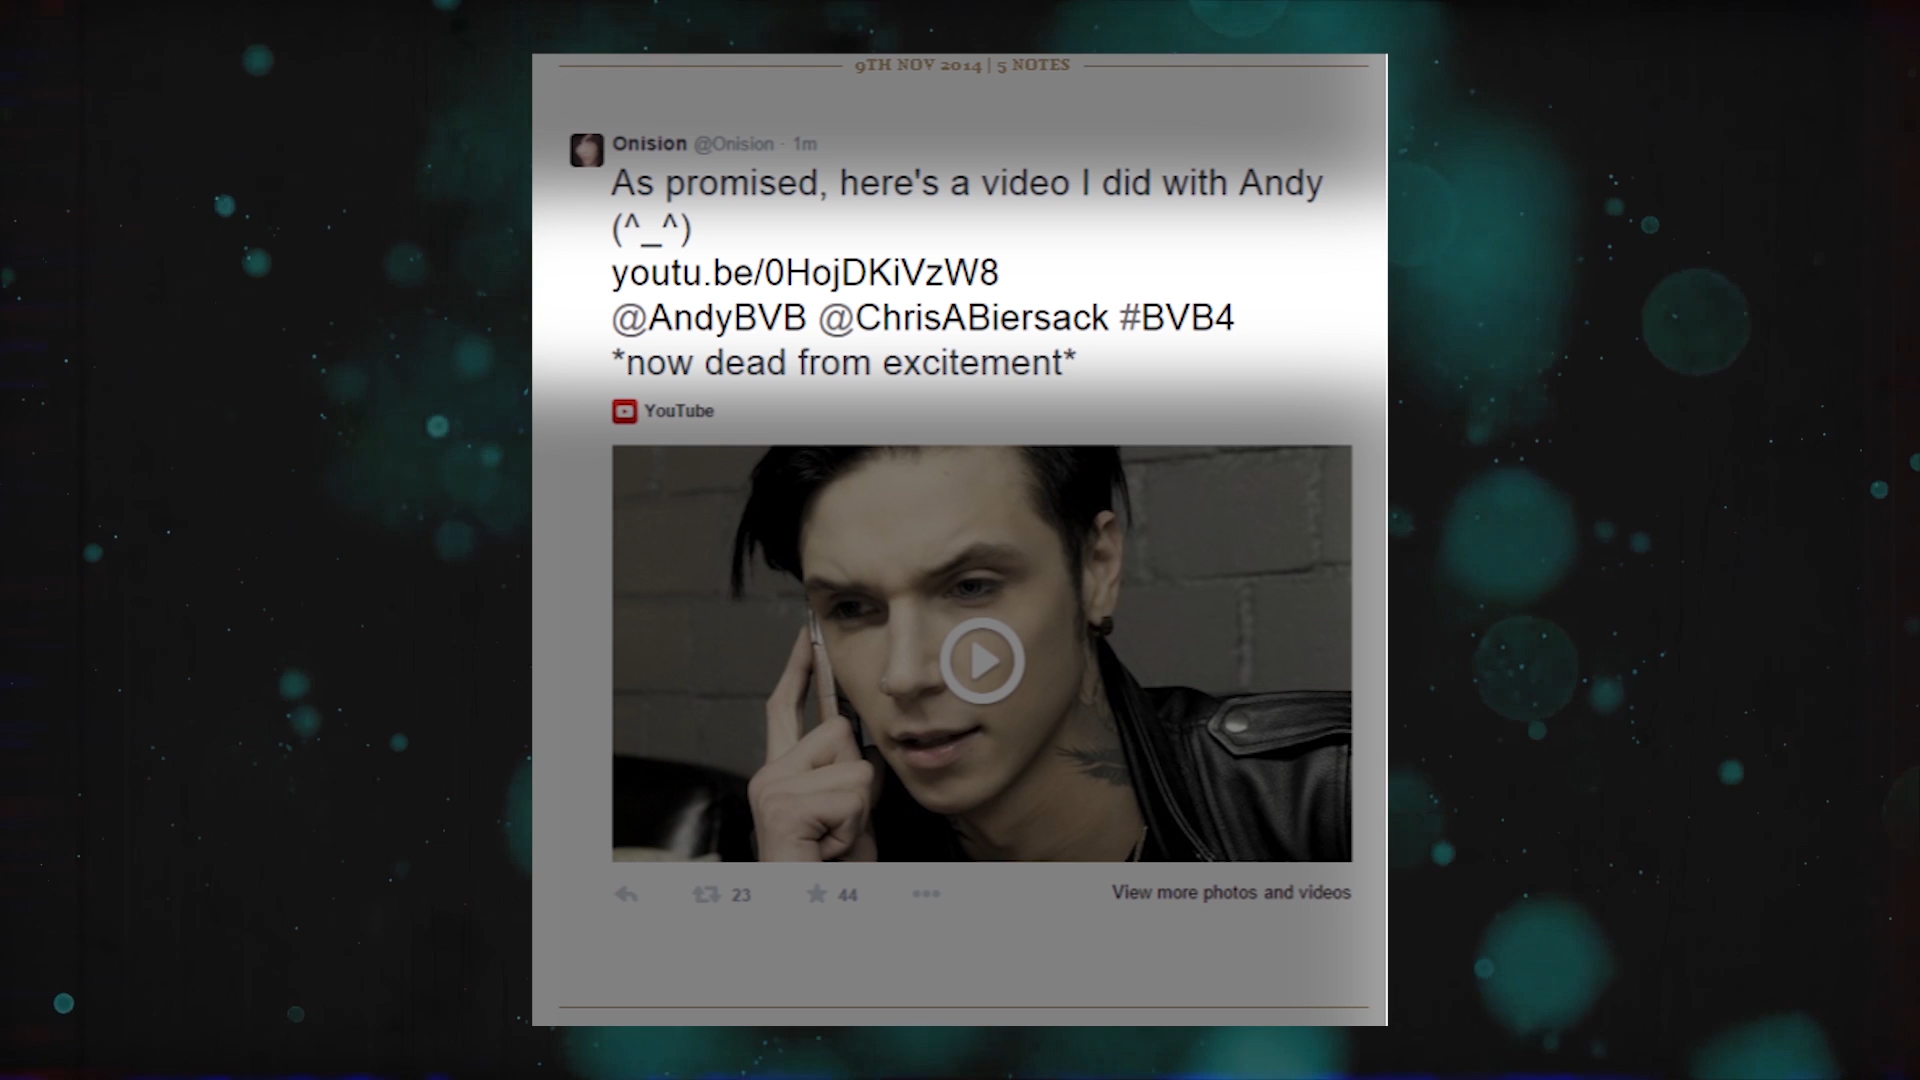 9TH NOV 2014 | 5 NOTES
Onision @Onision · 1m
As promised, here's a video I did with Andy
(^_^)
youtu.be/0HojDKiVzW8
@AndyBVB @ChrisABiersack #BVB4
*now dead from excitement*
YouTube
23 44 View more photos and videos